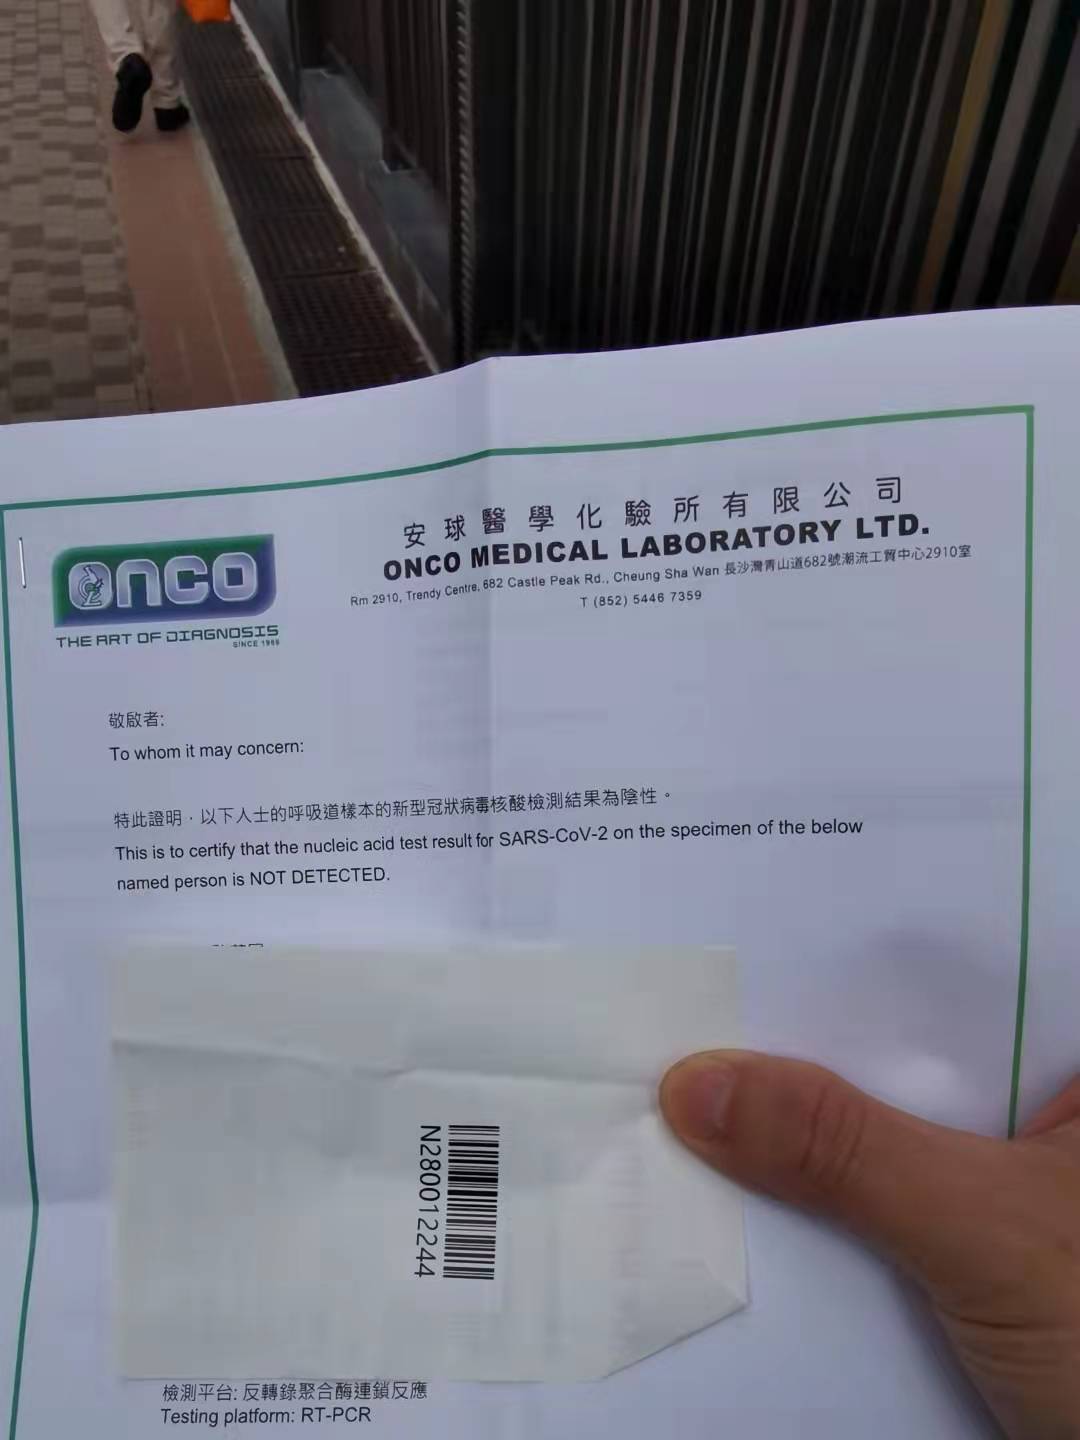 安球醫學化驗所有限公司
ONCO MEDICAL LABORATORY LTD.
Rm 2910, Trendy Centre, 682 Castle Peak Rd., Cheung Sha Wan 長沙灣青山道682號潮流工貿中心2910室
T (852) 5446 7359
ONCO
THE ART OF DIAGNOSIS
SINCE 1988
敬啟者:
To whom it may concern:
特此證明，以下人士的呼吸道樣本的新型冠狀病毒核酸檢測結果為陰性。
This is to certify that the nucleic acid test result for SARS-CoV-2 on the specimen of the below
named person is NOT DETECTED.
N280012244
檢測平台: 反轉錄聚合酶連鎖反應
Testing platform: RT-PCR